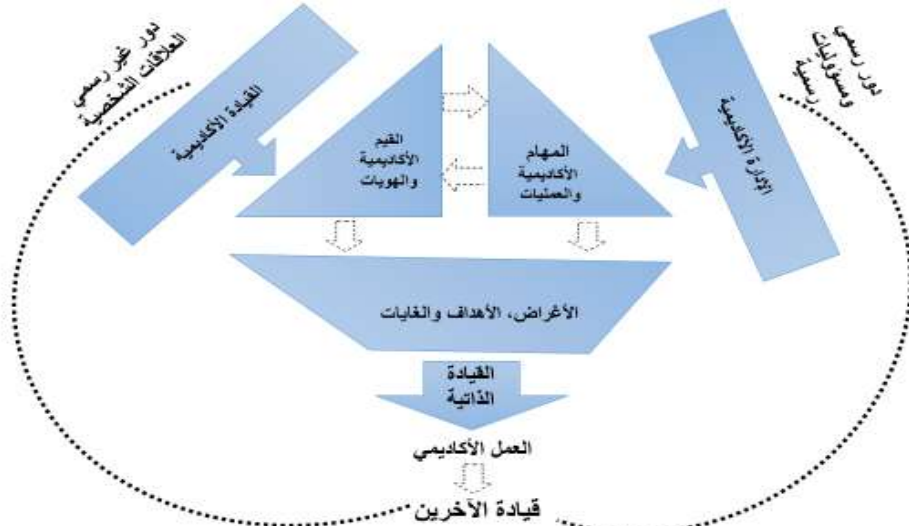 دور غير رسمي
العلاقات الشخصية
القيادة الأكاديمية
القيم
الأكاديمية
والهويات
المهام
الأكاديمية
والعمليات
الإدارة الأكاديمية
دور رسمي
ومسؤوليات
رسمية
الأغراض، الأهداف والغايات
القيادة
الذاتية
العمل الأكاديمي
قيادة الآخرين